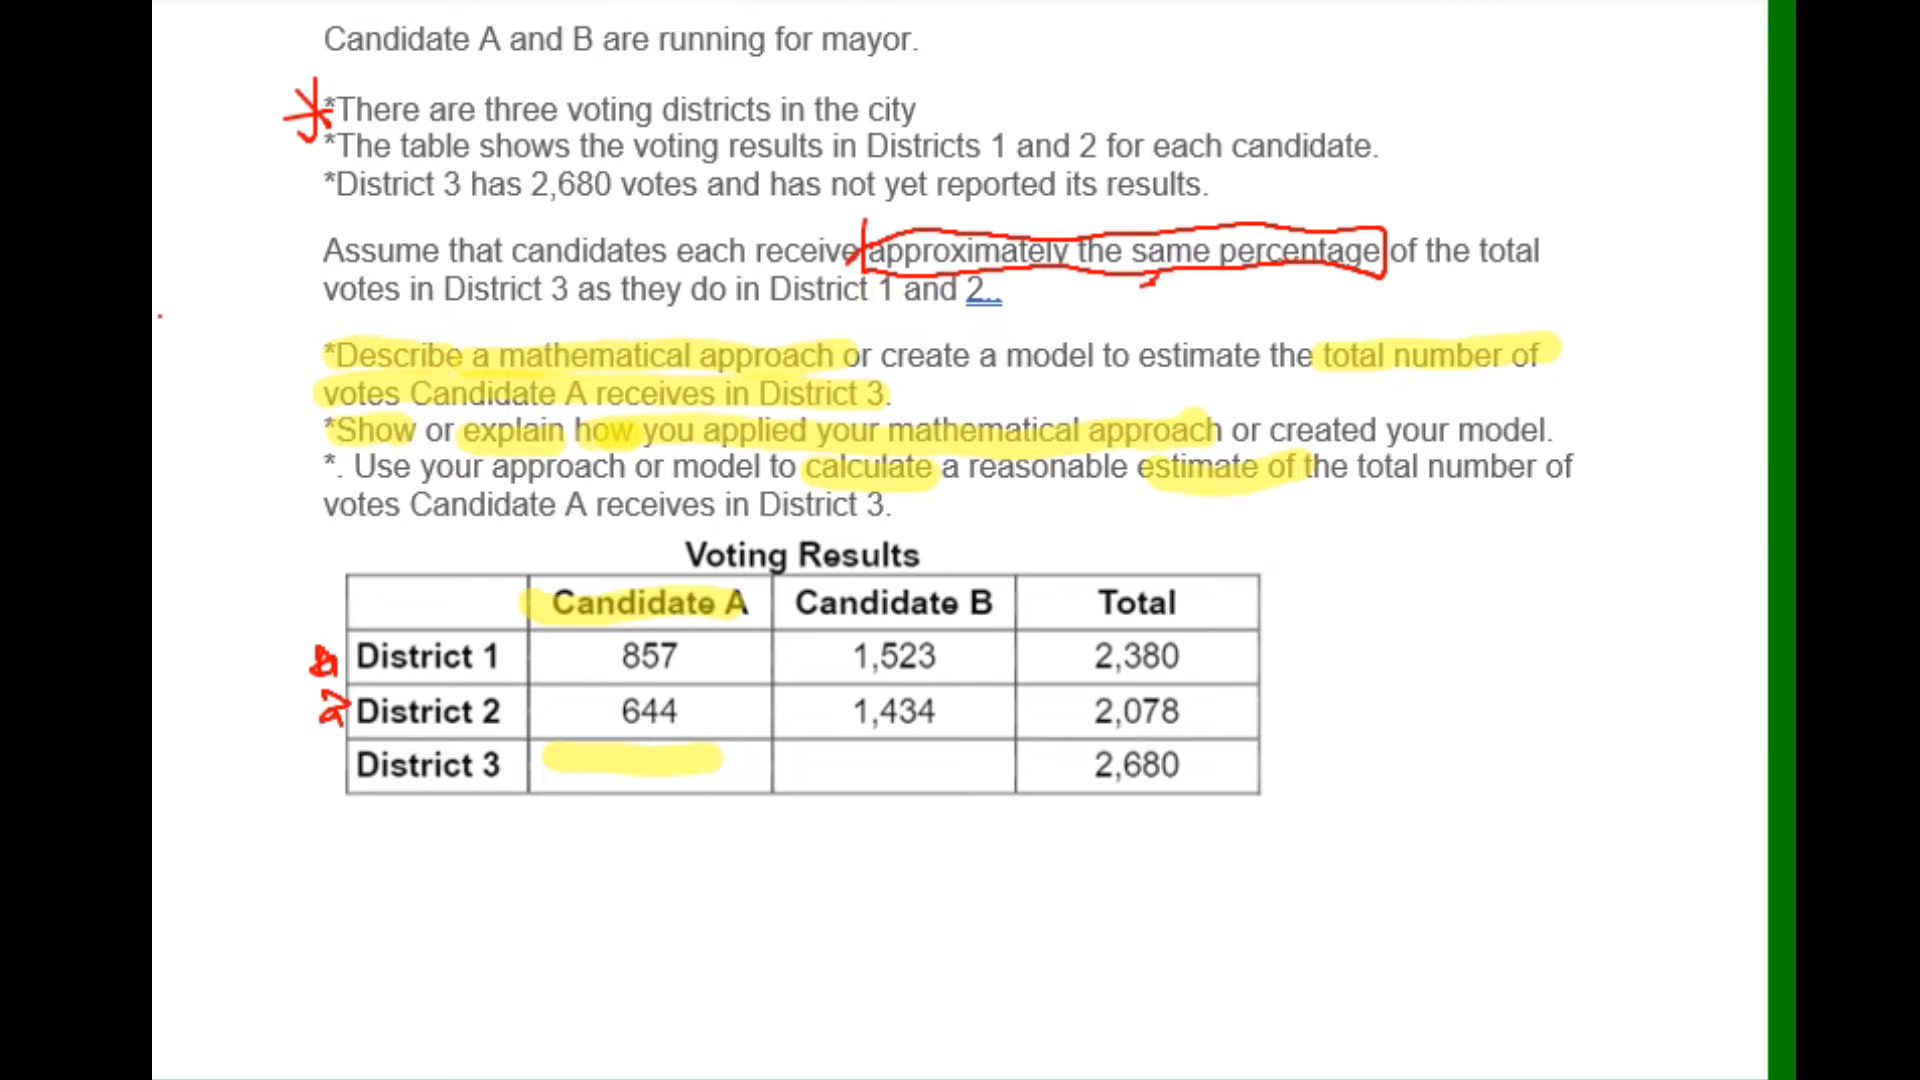 Candidate A and B are running for mayor.
*There are three voting districts in the city
*The table shows the voting results in Districts 1 and 2 for each candidate.
*District 3 has 2,680 votes and has not yet reported its results.
Assume that candidates each receive approximately the same percentage of the total
votes in District 3 as they do in District 1 and 2..
*Describe a mathematical approach or create a model to estimate the total number of
votes Candidate A receives in District 3.
*Show or explain how you applied your mathematical approach or created your model.
*. Use your approach or model to calculate a reasonable estimate of the total number of
votes Candidate A receives in District 3.
Voting Results
Candidate A Candidate B Total
District 1 857 1,523 2,380
District 2 644 1,434 2,078
District 3 2,680